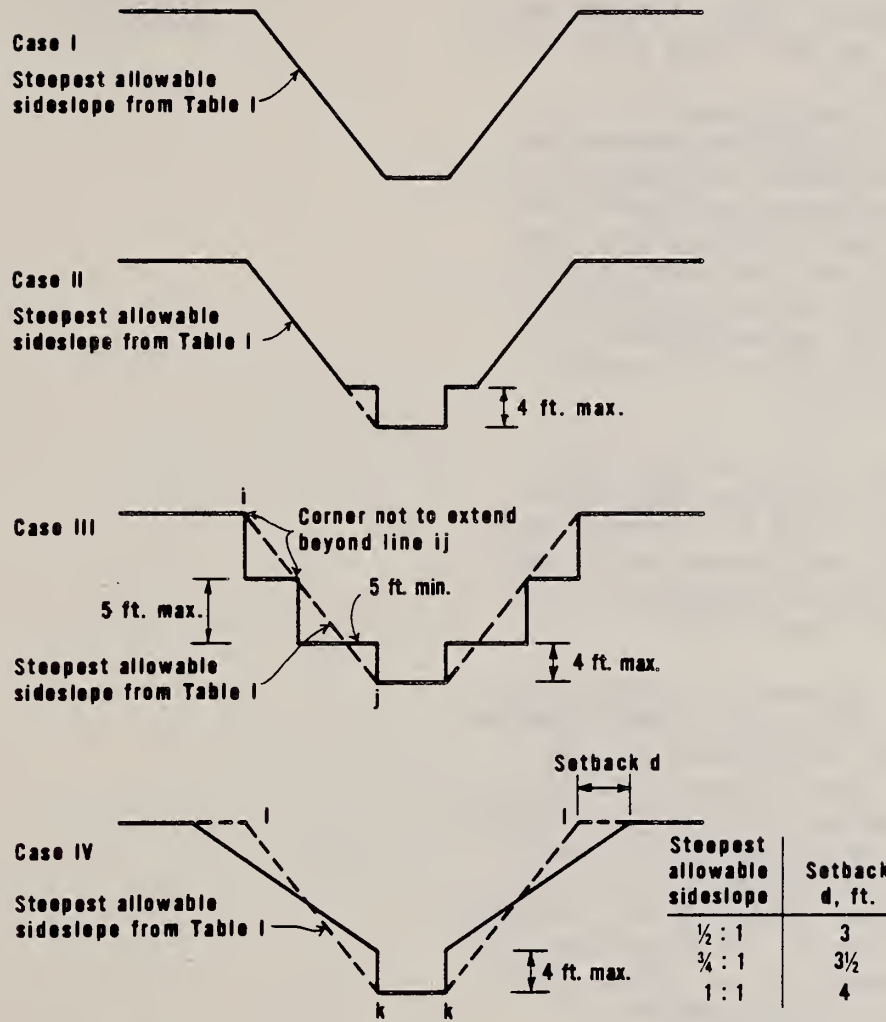 Case I
Steepest allowable
sideslope from Table I
Case II
Steepest allowable
sideslope from Table I
4 ft. max.
i
Case III
Corner not to extend
beyond line ij
5 ft. max.
5 ft. min.
Steepest allowable
sideslope from Table I
4 ft. max.
j
Setback d
l
l
Case IV
Steepest allowable
sideslope from Table I
4 ft. max.
k
k
Steepest
allowable
sideslope
Setback
d, ft.
½ : 1
3
¾ : 1
3½
1 : 1
4